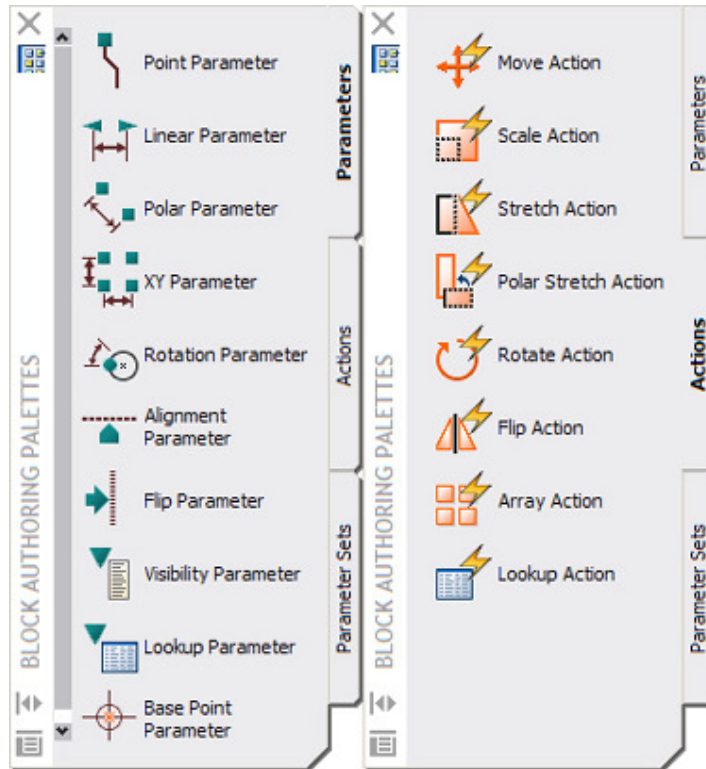 Point Parameter
Linear Parameter
Polar Parameter
XY Parameter
Rotation Parameter
Alignment
Parameter
Flip Parameter
Visibility Parameter
Lookup Parameter
Base Point
Parameter
Parameters
Actions
Parameter Sets
BLOCK AUTHORING PALETTES
Move Action
Scale Action
Stretch Action
Polar Stretch Action
Rotate Action
Flip Action
Array Action
Lookup Action
Parameters
Actions
Parameter Sets
BLOCK AUTHORING PALETTES